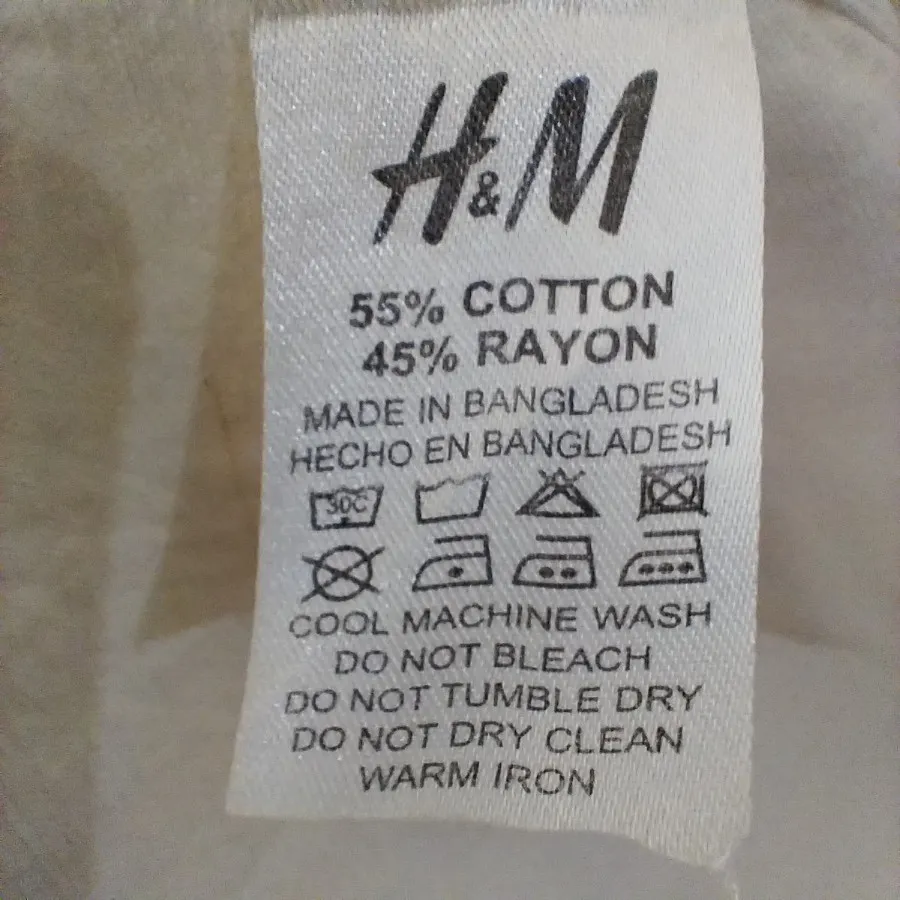 H&M
55% COTTON
45% RAYON
MADE IN BANGLADESH
HECHO EN BANGLADESH
30C
COOL MACHINE WASH
DO NOT BLEACH
DO NOT TUMBLE DRY
DO NOT DRY CLEAN
WARM IRON